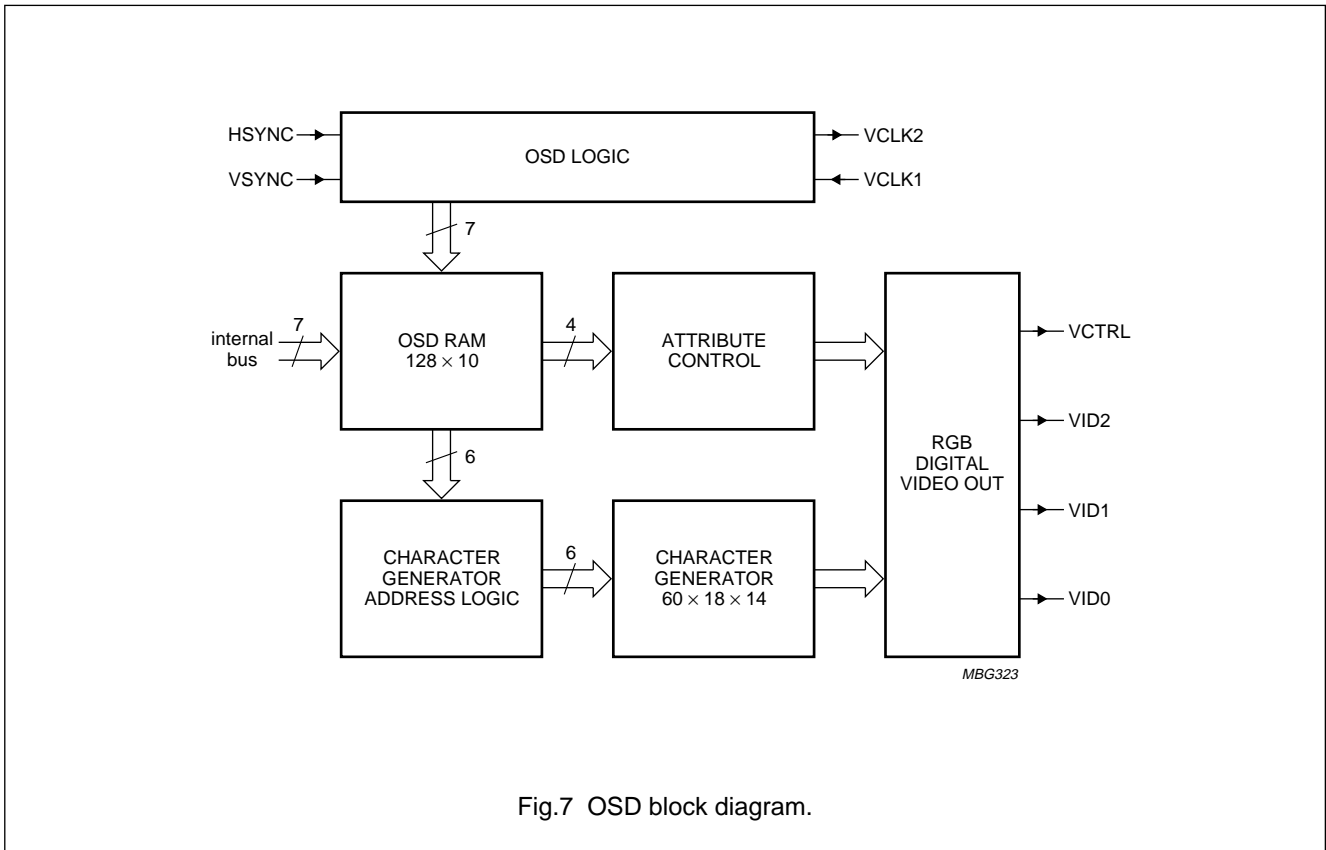 HSYNC
VSYNC
OSD LOGIC
VCLK2
VCLK1
7
internal
bus
7
OSD RAM
128 × 10
4
ATTRIBUTE
CONTROL
6
CHARACTER
GENERATOR
ADDRESS LOGIC
6
CHARACTER
GENERATOR
60 × 18 × 14
RGB
DIGITAL
VIDEO OUT
VCTRL
VID2
VID1
VID0
MBG323
Fig.7 OSD block diagram.